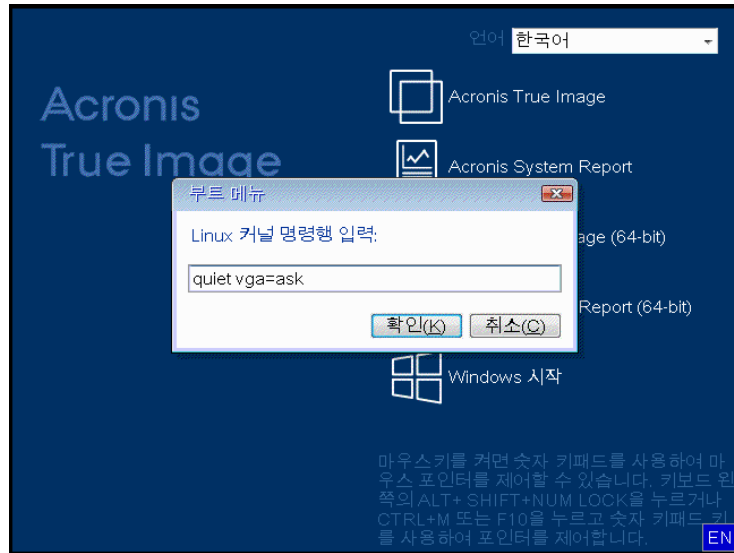 언어 한국어
Acronis
True Image
Acronis True Image
Acronis System Report
부트 메뉴
Linux 커널 명령행 입력:
quiet vga=ask
확인(K) 취소(C)
age (64-bit)
Report (64-bit)
Windows 시작
마우스키를 켜면 숫자 키패드를 사용하여 마
우스 포인터를 제어할 수 있습니다. 키보드 왼
쪽의 ALT+ SHIFT+NUM LOCK을 누르거나
CTRL+M 또는 F10을 누르고 숫자 키패드 키
를 사용하여 포인터를 제어합니다.
EN